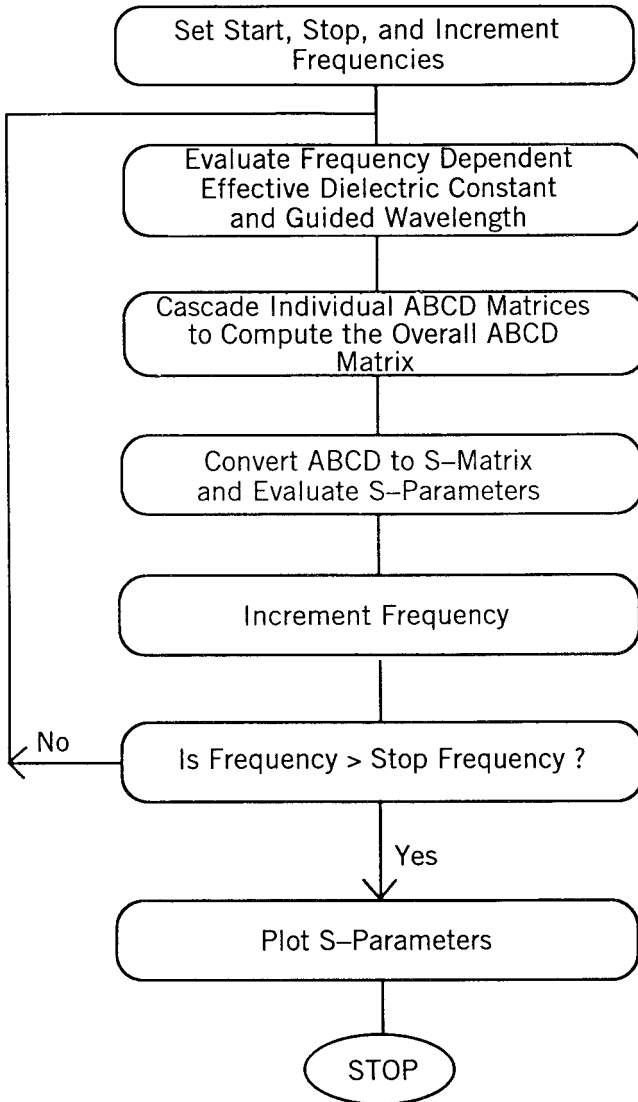 Set Start, Stop, and Increment
Frequencies
Evaluate Frequency Dependent
Effective Dielectric Constant
and Guided Wavelength
Cascade Individual ABCD Matrices
to Compute the Overall ABCD
Matrix
Convert ABCD to S–Matrix
and Evaluate S–Parameters
Increment Frequency
No
Is Frequency > Stop Frequency ?
Yes
Plot S–Parameters
STOP